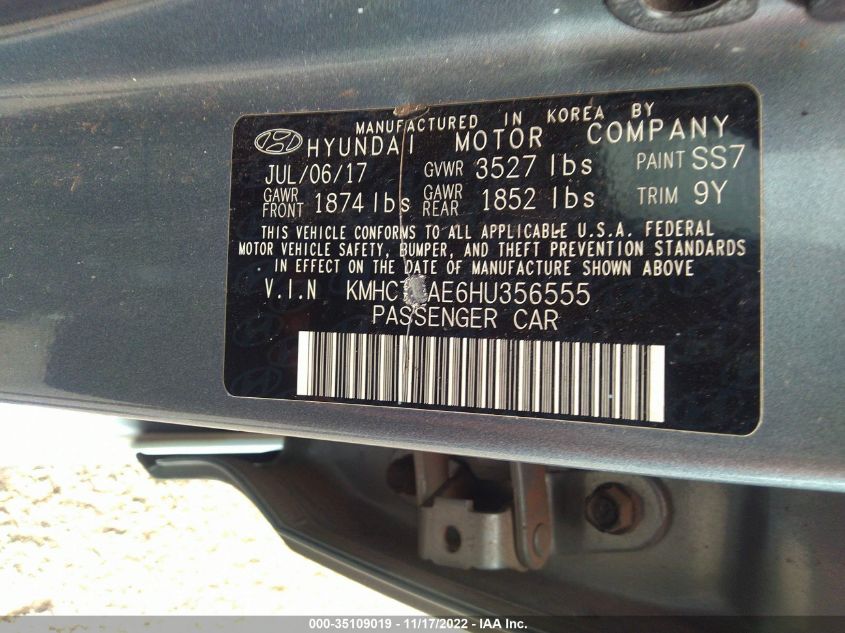 MANUFACTURED IN KOREA BY
HYUNDAI MOTOR COMPANY
JUL/06/17 GVWR 3527 lbs PAINT SS7
GAWR FRONT 1874 lbs GAWR REAR 1852 lbs TRIM 9Y
THIS VEHICLE CONFORMS TO ALL APPLICABLE U.S.A. FEDERAL
MOTOR VEHICLE SAFETY, BUMPER, AND THEFT PREVENTION STANDARDS
IN EFFECT ON THE DATE OF MANUFACTURE SHOWN ABOVE
V.I.N
PASSENGER CAR
000-35109019 - 11/17/2022 - IAA Inc.